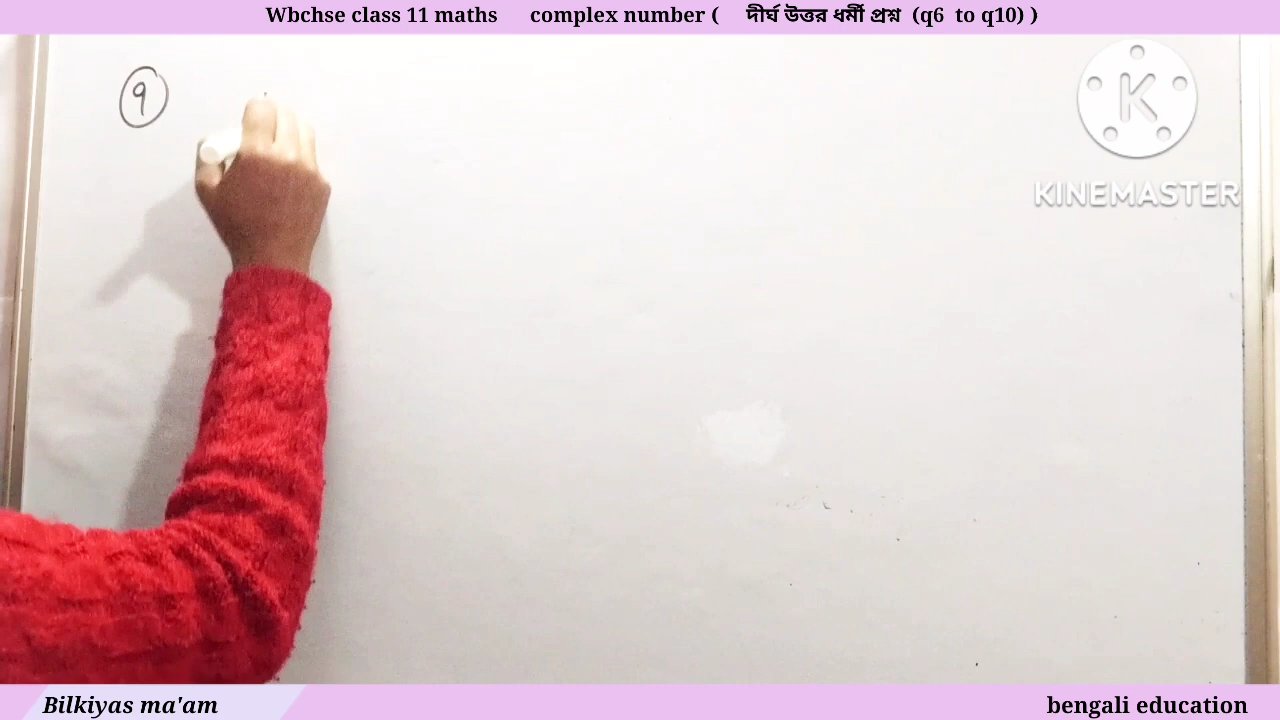 Wbchse class 11 maths complex number ( দীর্ঘ উত্তর ধর্মী প্রশ্ন (q6 to q10) )
9
K
KINEMASTER
Bilkiyas ma'am
bengali education